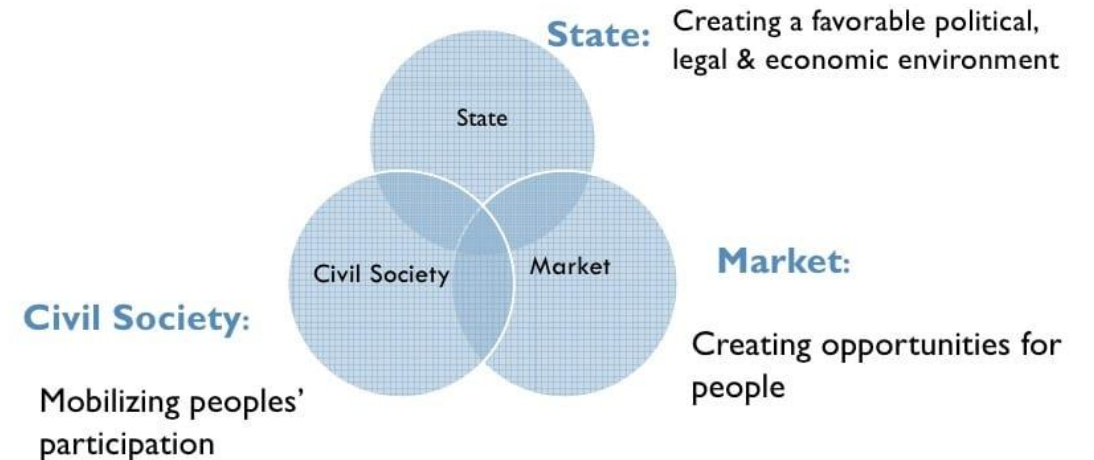 State:
Creating a favorable political,
legal & economic environment
State
Civil Society
Market
Market:
Creating opportunities for
people
Civil Society:
Mobilizing peoples’
participation